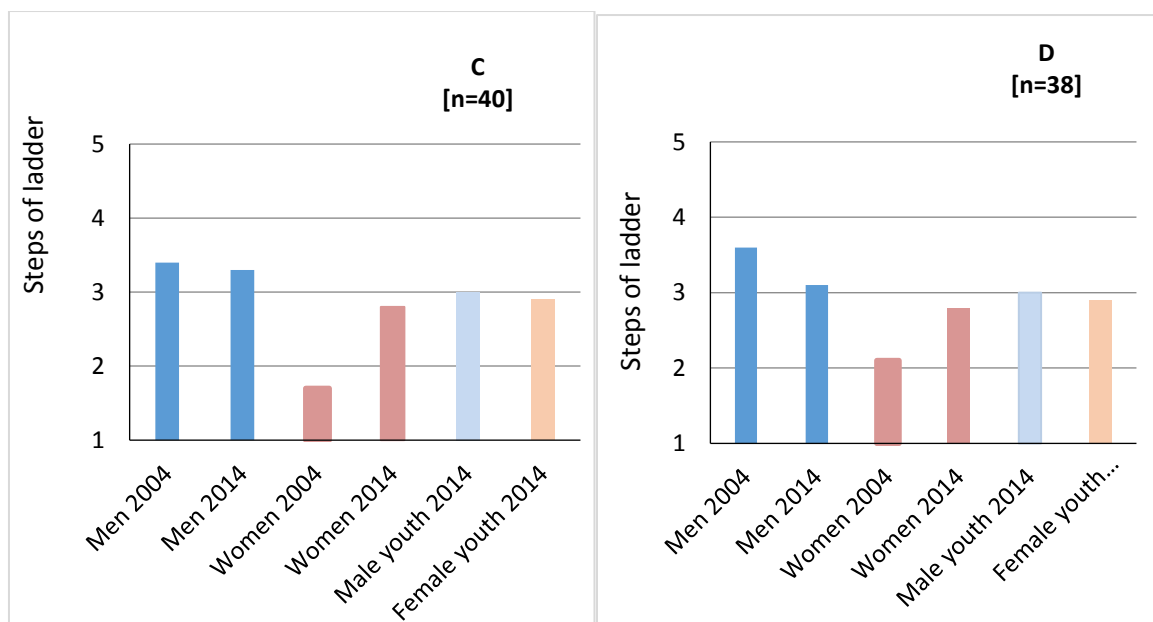 C
[n=40]
Steps of ladder
5
4
3
2
1
Men 2004
Men 2014
Women 2004
Women 2014
Male youth 2014
Female youth 2014
D
[n=38]
Steps of ladder
5
4
3
2
1
Men 2004
Men 2014
Women 2004
Women 2014
Male youth 2014
Female youth...